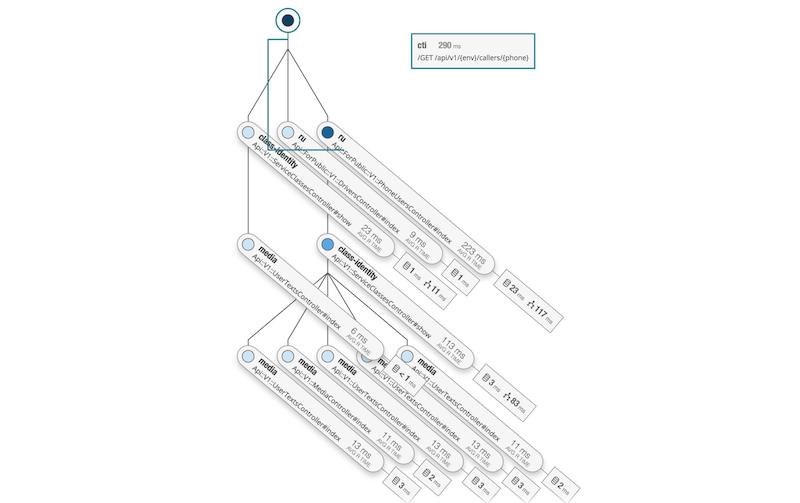 cti 290 ms
/GET /api/v1/{env}/callers/{phone}
class-identity
Api::V1::ServiceClassesController#show
23 ms
AVG R TIME
1 ms 11 ms
ru
Api::ForPublic::V1::DriversController#index
9 ms
AVG R TIME
1 ms
ru
Api::ForPublic::V1::PhoneUsersController#index
223 ms
AVG R TIME
23 ms 117 ms
media
Api::V1::UserTextsController#index
6 ms
AVG R TIME
< 1 ms
class-identity
Api::V1::ServiceClassesController#show
113 ms
AVG R TIME
3 ms 83 ms
media
Api::V1::UserTextsController#index
13 ms
AVG R TIME
3 ms
media
Api::V1::MediaController#index
11 ms
AVG R TIME
2 ms
media
Api::V1::UserTextsController#index
13 ms
AVG R TIME
3 ms
Api::V1::UserTextsController#index
13 ms
AVG R TIME
3 ms
media
::V1::UserTextsController#index
11 ms
AVG R TIME
2 ms